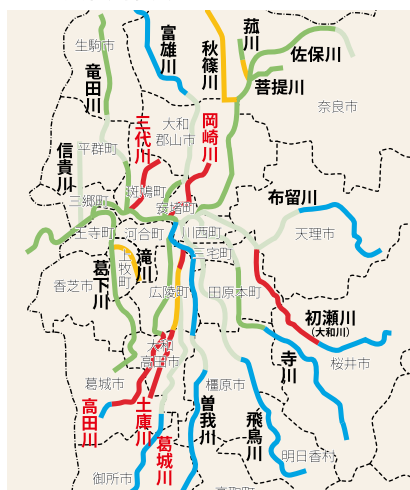 生駒市
富雄川
秋篠川
菰川
佐保川
菩提川
奈良市
竜田川
三代川
大和
郡山市
岡崎川
信貴川
平群町
斑鳩町
三郷町
安堵町
布留川
王寺町
河合町
川西町
天理市
三宅町
上牧町
滝川
葛下川
香芝市
広陵町
田原本町
初瀬川
(大和川)
寺川
桜井市
大和
高田市
葛城市
橿原市
高田川
土庫川
葛城川
曽我川
飛鳥川
明日香村
御所市
高取町